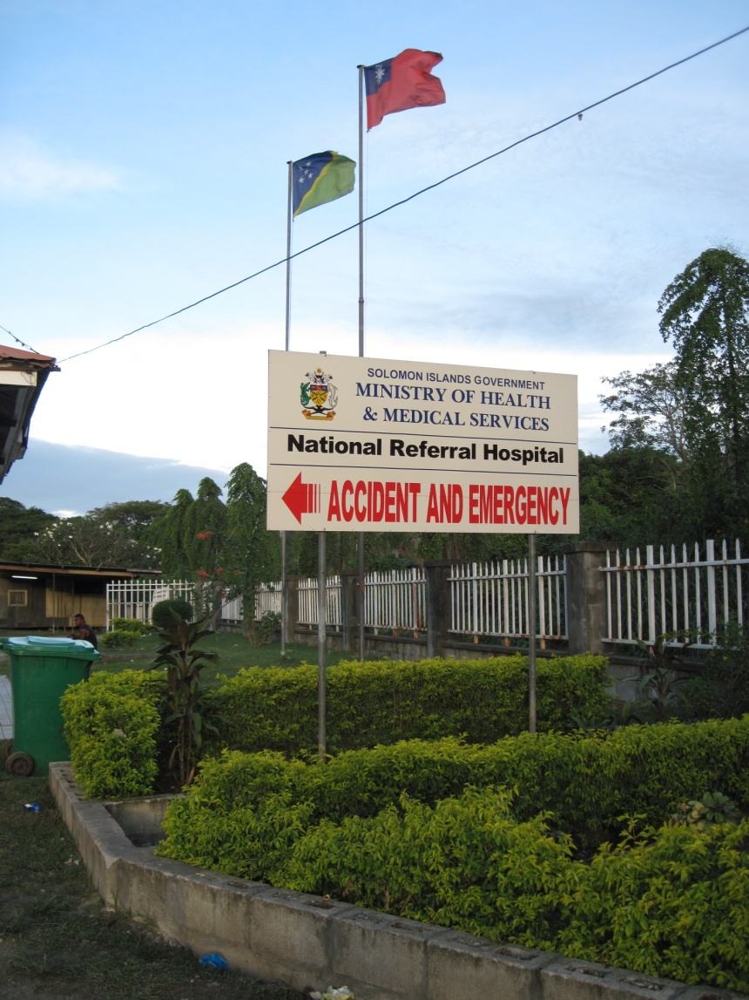 SOLOMON ISLANDS GOVERNMENT
MINISTRY OF HEALTH
& MEDICAL SERVICES
National Referral Hospital
ACCIDENT AND EMERGENCY